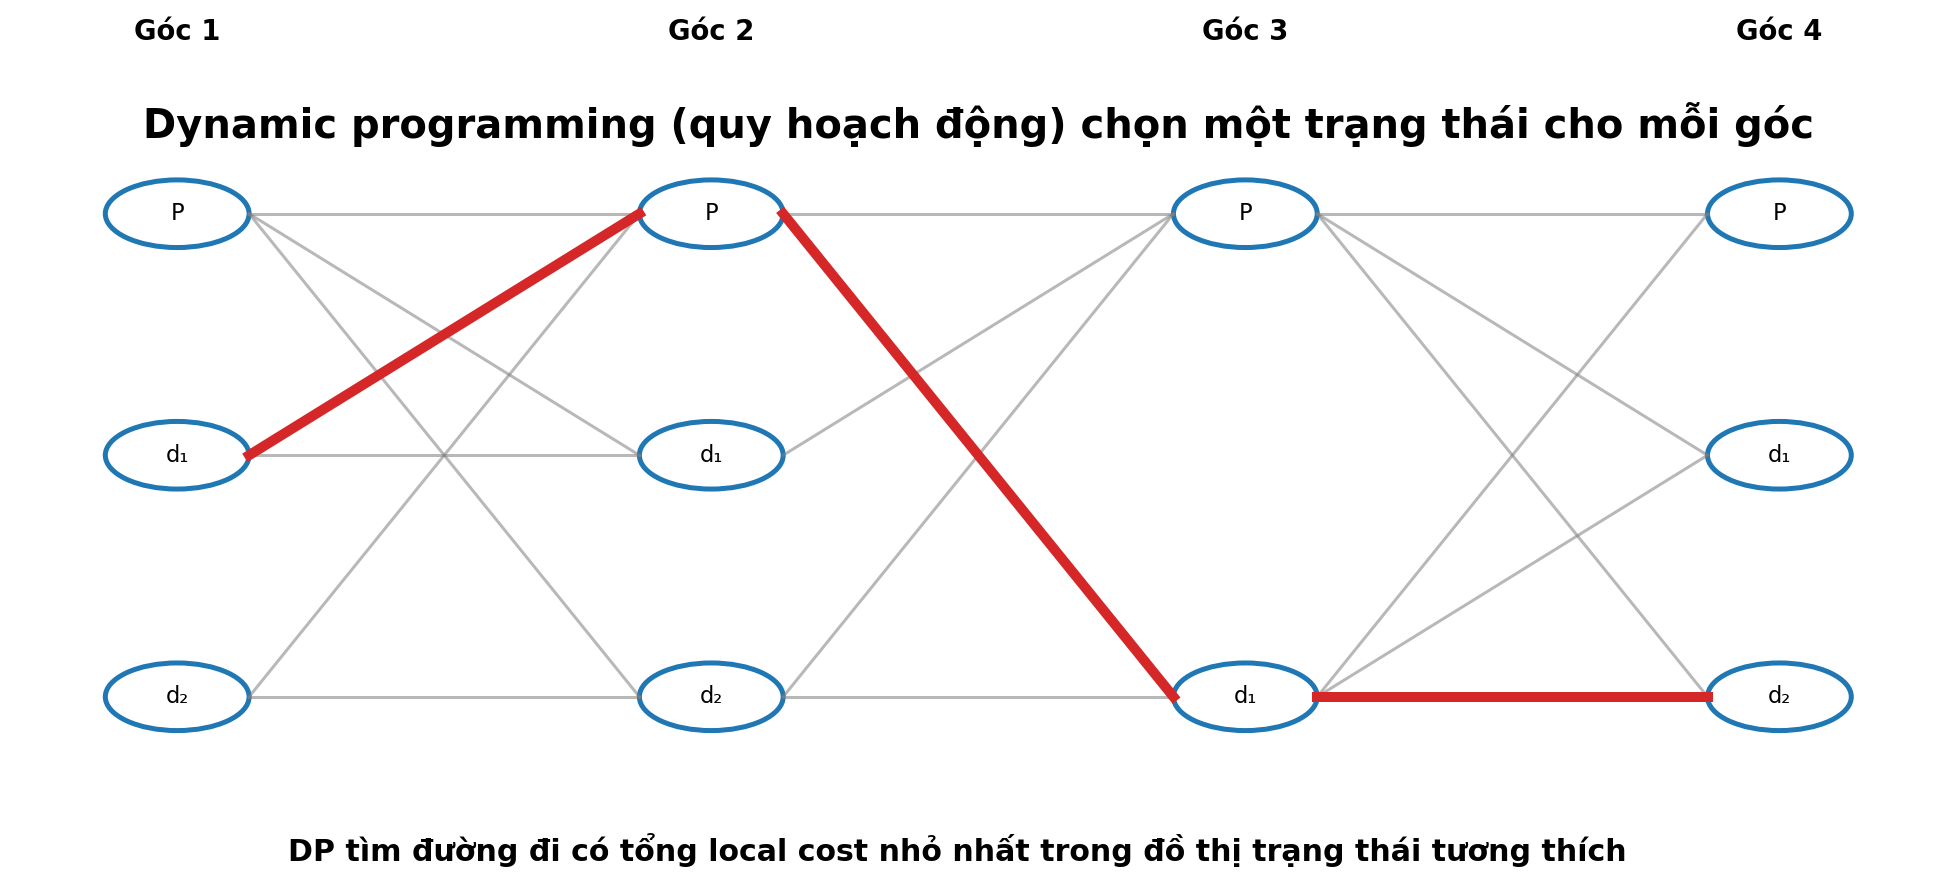 Góc 1 Góc 2 Góc 3 Góc 4
Dynamic programming (quy hoạch động) chọn một trạng thái cho mỗi góc
P P P P
d₁ d₁ d₁
d₂ d₂ d₁ d₂
DP tìm đường đi có tổng local cost nhỏ nhất trong đồ thị trạng thái tương thích